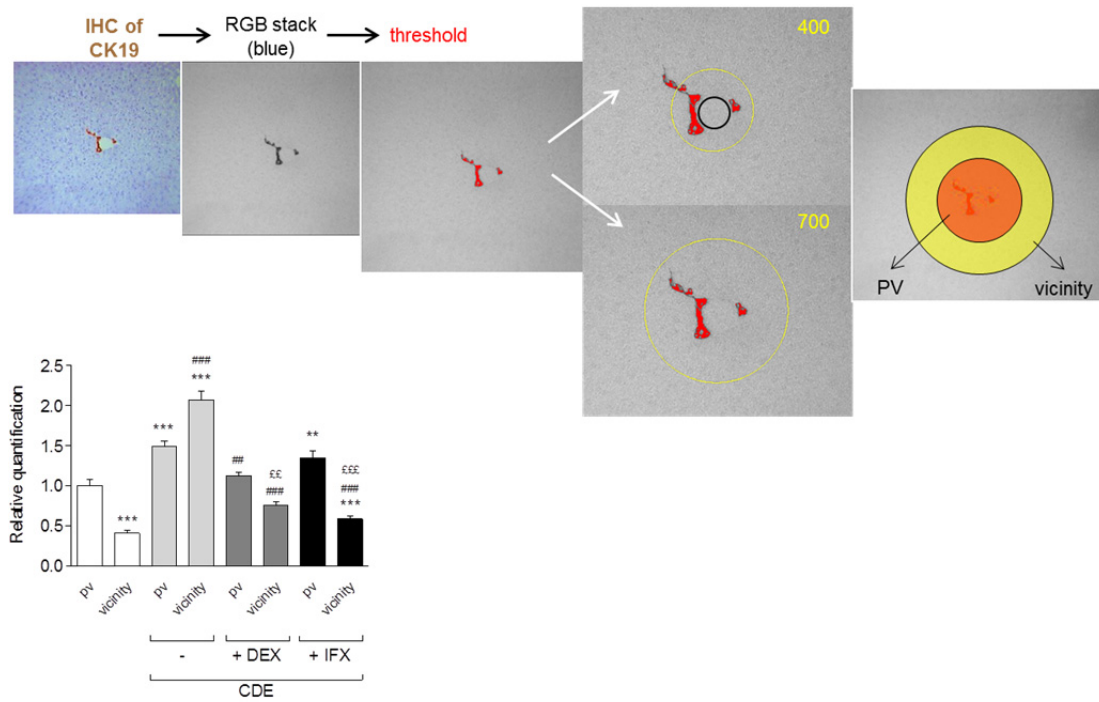 IHC of
CK19
RGB stack
(blue)
threshold
400
700
PV
vicinity
Relative quantification
2.5
2.0
1.5
1.0
0.5
0.0
***
***
###
***
##
££
###
**
£££
###
***
pv
vicinity
pv
vicinity
pv
vicinity
pv
vicinity
-
+ DEX
+ IFX
CDE